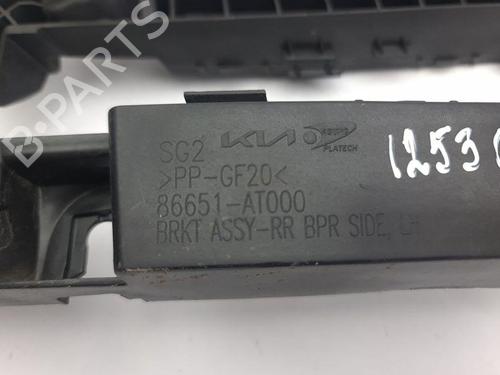 B-PARTS
SG2 KIA PLATECH
>PP-GF20<
86651-AT000
BRKT ASSY-RR BPR SIDE, LH
1253